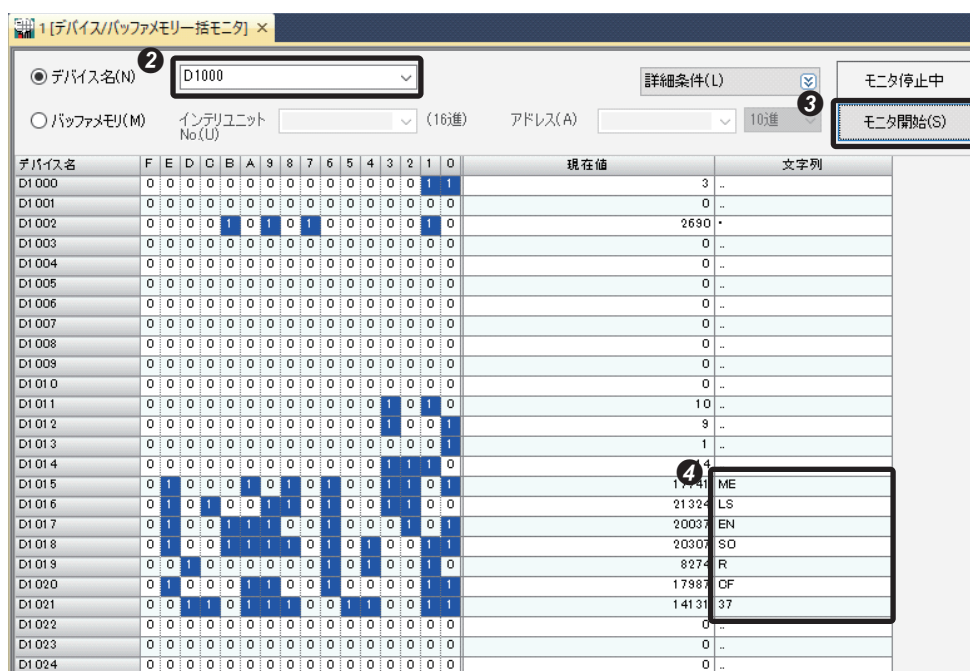 1 [デバイス/バッファメモリ一括モニタ] ×
デバイス名(N) ❷ D1000 詳細条件(L) モニタ停止中
バッファメモリ(M) インテリユニット No.(U) (16進) アドレス(A) 10進 ❸ モニタ開始(S)
デバイス名 F E D C B A 9 8 7 6 5 4 3 2 1 0 現在値 文字列
D1000 0 0 0 0 0 0 0 0 0 0 0 0 0 0 1 1 3 ..
D1001 0 0 0 0 0 0 0 0 0 0 0 0 0 0 0 0 0 ..
D1002 0 0 0 0 1 0 1 0 1 0 0 0 0 0 1 0 2690 ・
D1003 0 0 0 0 0 0 0 0 0 0 0 0 0 0 0 0 0 ..
D1004 0 0 0 0 0 0 0 0 0 0 0 0 0 0 0 0 0 ..
D1005 0 0 0 0 0 0 0 0 0 0 0 0 0 0 0 0 0 ..
D1006 0 0 0 0 0 0 0 0 0 0 0 0 0 0 0 0 0 ..
D1007 0 0 0 0 0 0 0 0 0 0 0 0 0 0 0 0 0 ..
D1008 0 0 0 0 0 0 0 0 0 0 0 0 0 0 0 0 0 ..
D1009 0 0 0 0 0 0 0 0 0 0 0 0 0 0 0 0 0 ..
D1010 0 0 0 0 0 0 0 0 0 0 0 0 0 0 0 0 0 ..
D1011 0 0 0 0 0 0 0 0 0 0 0 0 1 0 1 0 10 ..
D1012 0 0 0 0 0 0 0 0 0 0 0 0 1 0 0 1 9 ..
D1013 0 0 0 0 0 0 0 0 0 0 0 0 0 0 0 1 1 ..
D1014 0 0 0 0 0 0 0 0 0 0 0 0 1 1 1 0 ❹
D1015 0 1 0 0 0 1 0 1 0 1 0 0 1 1 0 1 17741 ME
D1016 0 1 0 1 0 0 1 1 0 1 0 0 1 1 0 0 21324 LS
D1017 0 1 0 0 1 1 1 0 0 1 0 0 0 1 0 1 20037 EN
D1018 0 1 0 0 1 1 1 1 0 1 0 1 0 0 1 1 20307 SO
D1019 0 0 1 0 0 0 0 0 0 1 0 1 0 0 1 0 8274 R
D1020 0 1 0 0 0 1 1 0 0 1 0 0 0 0 1 1 17987 CF
D1021 0 0 1 1 0 1 1 1 0 0 1 1 0 0 1 1 14131 37
D1022 0 0 0 0 0 0 0 0 0 0 0 0 0 0 0 0 0 ..
D1023 0 0 0 0 0 0 0 0 0 0 0 0 0 0 0 0 0 ..
D1024 0 0 0 0 0 0 0 0 0 0 0 0 0 0 0 0 0 ..